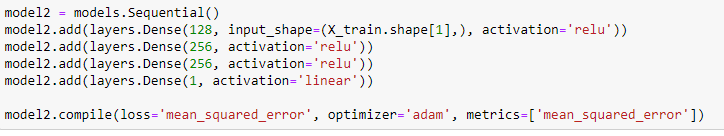 model2 = models.Sequential()
model2.add(layers.Dense(128, input_shape=(X_train.shape[1],), activation='relu'))
model2.add(layers.Dense(256, activation='relu'))
model2.add(layers.Dense(256, activation='relu'))
model2.add(layers.Dense(1, activation='linear'))
model2.compile(loss='mean_squared_error', optimizer='adam', metrics=['mean_squared_error'])